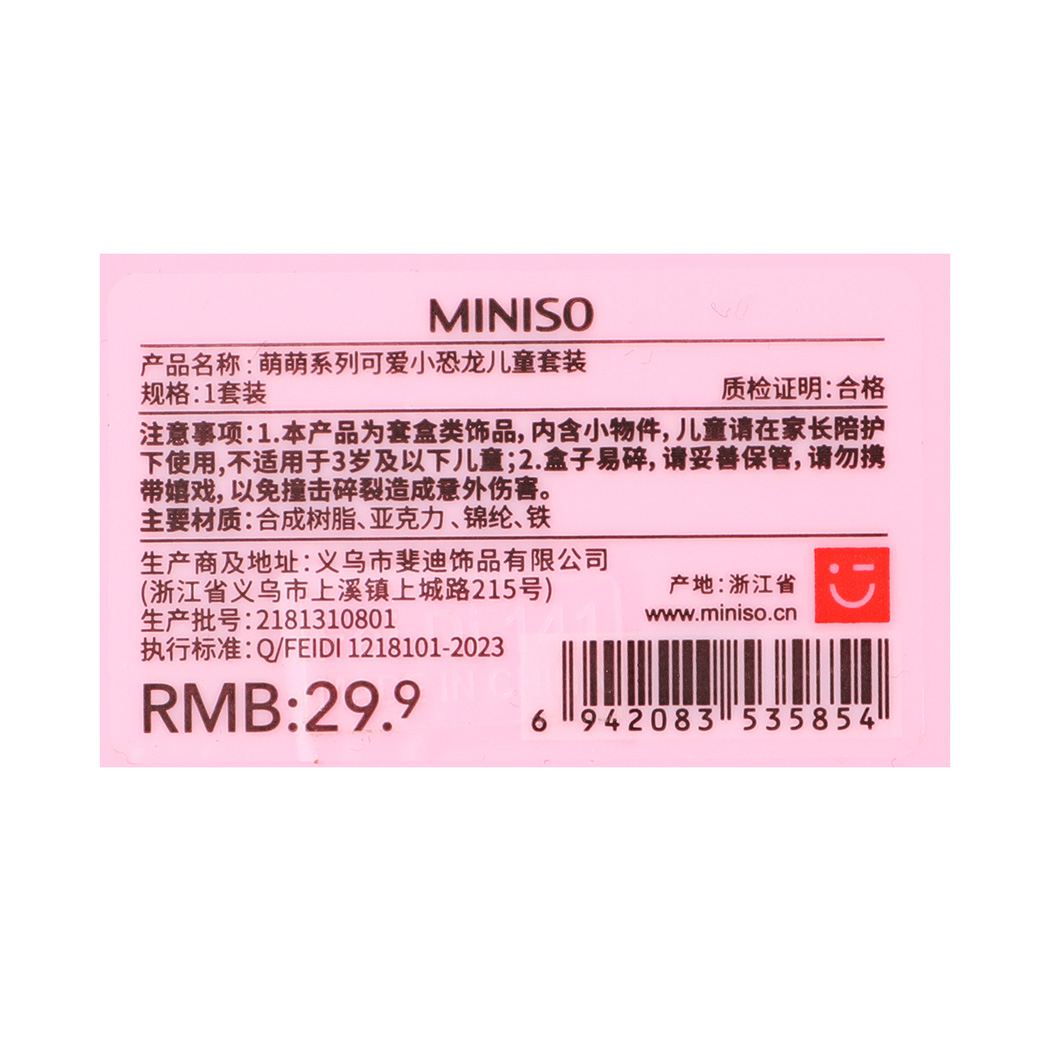 MINISO
产品名称:萌萌系列可爱小恐龙儿童套装
规格:1套装
质检证明:合格
注意事项:1.本产品为套盒类饰品,内含小物件,儿童请在家长陪护
下使用,不适用于3岁及以下儿童;2.盒子易碎,请妥善保管,请勿携
带嬉戏,以免撞击碎裂造成意外伤害。
主要材质:合成树脂、亚克力、锦纶、铁
生产商及地址:义乌市斐迪饰品有限公司
(浙江省义乌市上溪镇上城路215号)
生产批号:2181310801
执行标准:Q/FEIDI 1218101-2023
产地:浙江省
www.miniso.cn
RMB:29.9
6 942083 535854